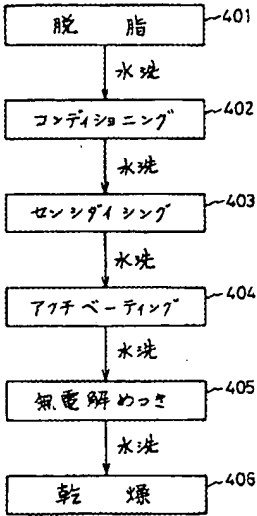 脱脂 401
水洗
コンディショニング 402
水洗
センシダイシング 403
水洗
アクチベーティング 404
水洗
無電解めっき 405
水洗
乾燥 406